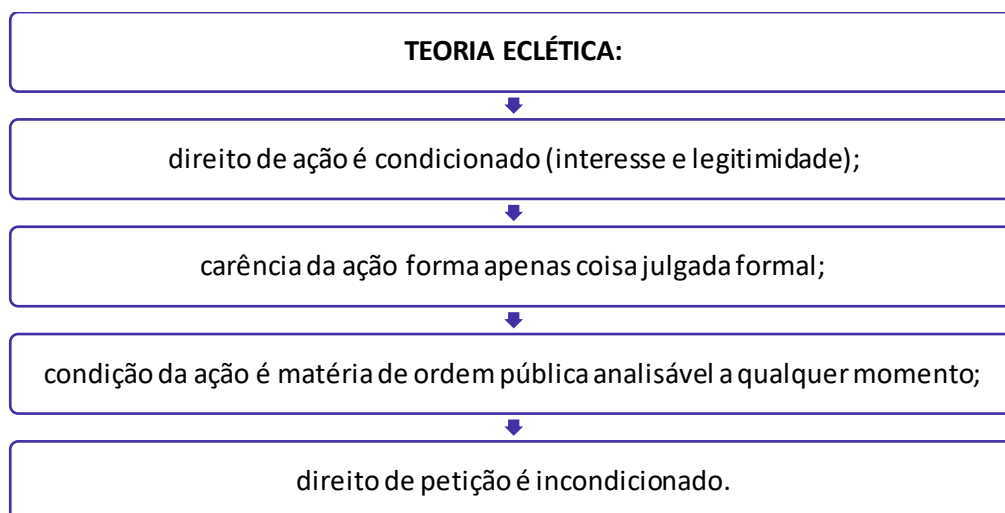 TEORIA ECLÉTICA:
direito de ação é condicionado (interesse e legitimidade);
carência da ação forma apenas coisa julgada formal;
condição da ação é matéria de ordem pública analisável a qualquer momento;
direito de petição é incondicionado.